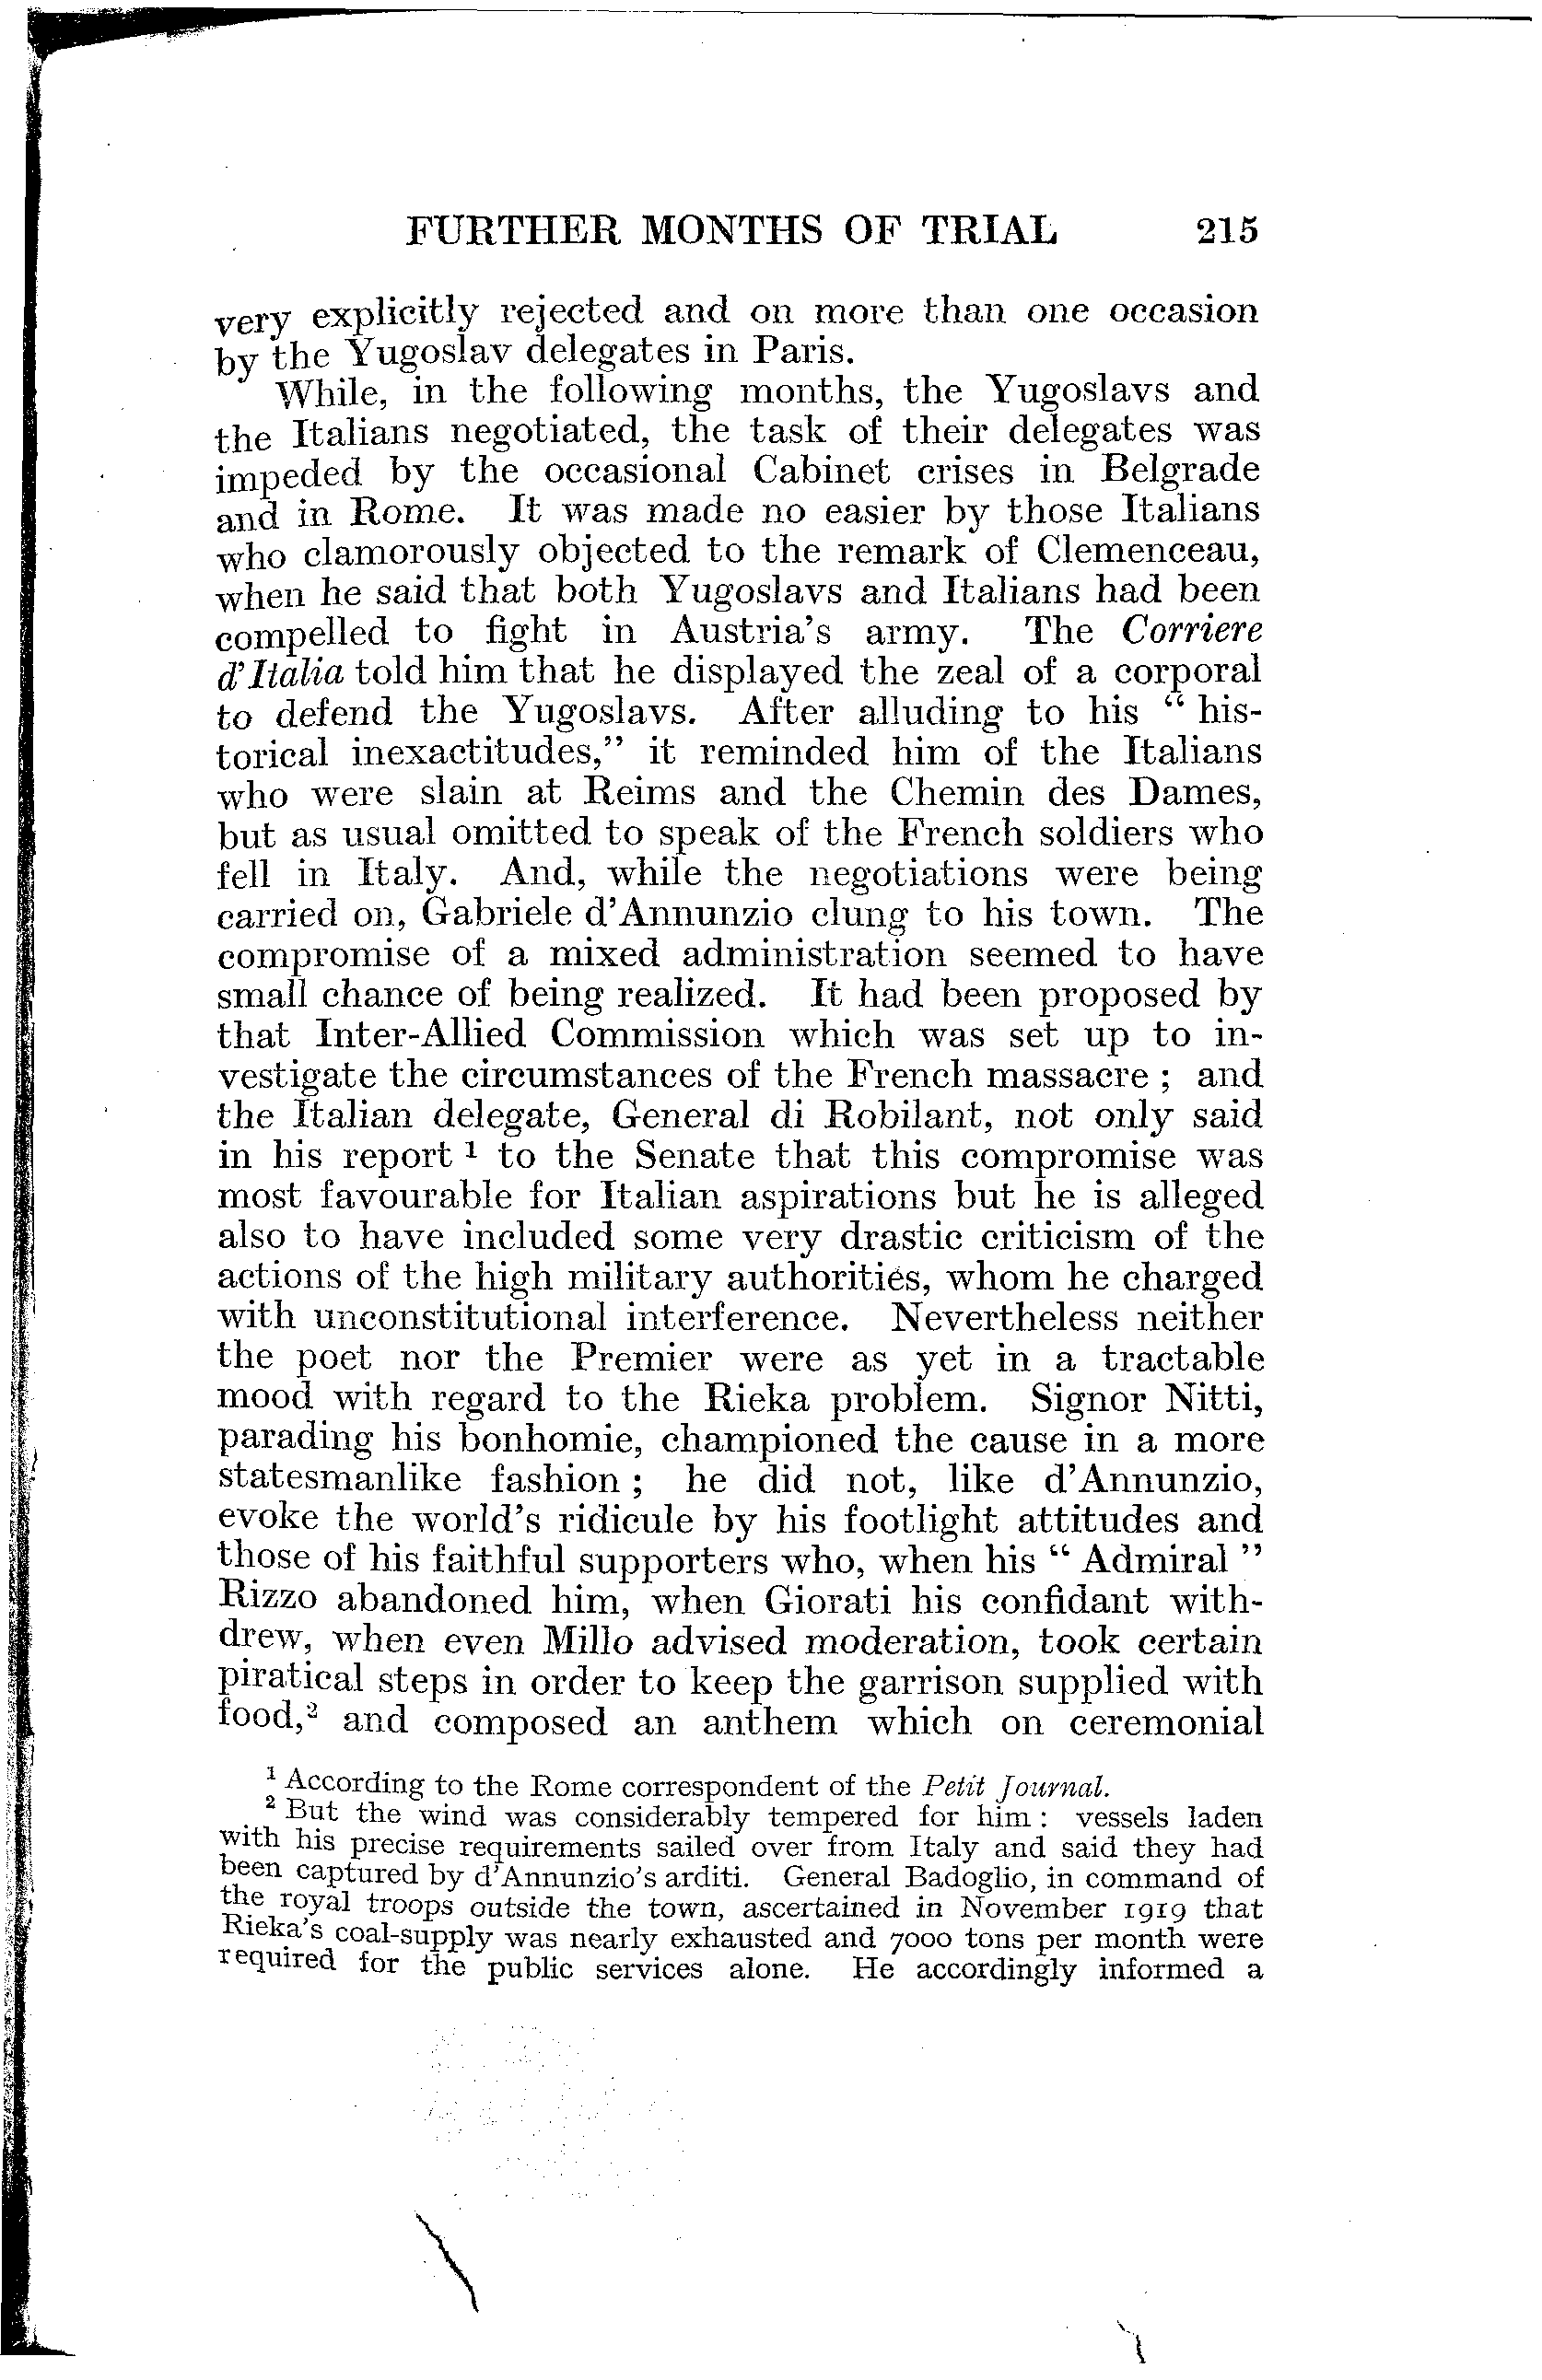 FURTHER MONTHS OF TRIAL 215
very explicitly rejected and on more than one occasion
by the Yugoslav delegates in Paris.
While, in the following months, the Yugoslavs and
the Italians negotiated, the task of their delegates was
impeded by the occasional Cabinet crises in Belgrade
and in Rome. It was made no easier by those Italians
who clamorously objected to the remark of Clemenceau,
when he said that both Yugoslavs and Italians had been
compelled to fight in Austria's army. The Corriere
d'Italia told him that he displayed the zeal of a corporal
to defend the Yugoslavs. After alluding to his " his-
torical inexactitudes," it reminded him of the Italians
who were slain at Reims and the Chemin des Dames,
but as usual omitted to speak of the French soldiers who
fell in Italy. And, while the negotiations were being
carried on, Gabriele d'Annunzio clung to his town. The
compromise of a mixed administration seemed to have
small chance of being realized. It had been proposed by
that Inter-Allied Commission which was set up to in-
vestigate the circumstances of the French massacre ; and
the Italian delegate, General di Robilant, not only said
in his report ¹ to the Senate that this compromise was
most favourable for Italian aspirations but he is alleged
also to have included some very drastic criticism of the
actions of the high military authorities, whom he charged
with unconstitutional interference. Nevertheless neither
the poet nor the Premier were as yet in a tractable
mood with regard to the Rieka problem. Signor Nitti,
parading his bonhomie, championed the cause in a more
statesmanlike fashion ; he did not, like d'Annunzio,
evoke the world's ridicule by his footlight attitudes and
those of his faithful supporters who, when his " Admiral "
Rizzo abandoned him, when Giorati his confidant with-
drew, when even Millo advised moderation, took certain
piratical steps in order to keep the garrison supplied with
food,² and composed an anthem which on ceremonial
¹ According to the Rome correspondent of the Petit Journal.
² But the wind was considerably tempered for him : vessels laden
with his precise requirements sailed over from Italy and said they had
been captured by d'Annunzio's arditi. General Badoglio, in command of
the royal troops outside the town, ascertained in November 1919 that
Rieka's coal-supply was nearly exhausted and 7000 tons per month were
required for the public services alone. He accordingly informed a